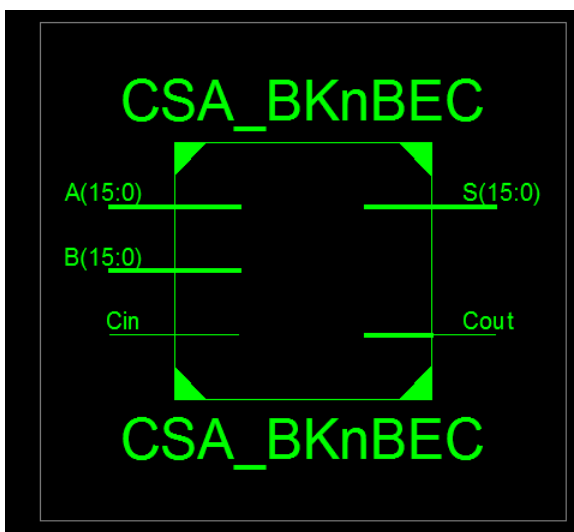 CSA_BKnBEC
A(15:0)
S(15:0)
B(15:0)
Cin
Cout
CSA_BKnBEC